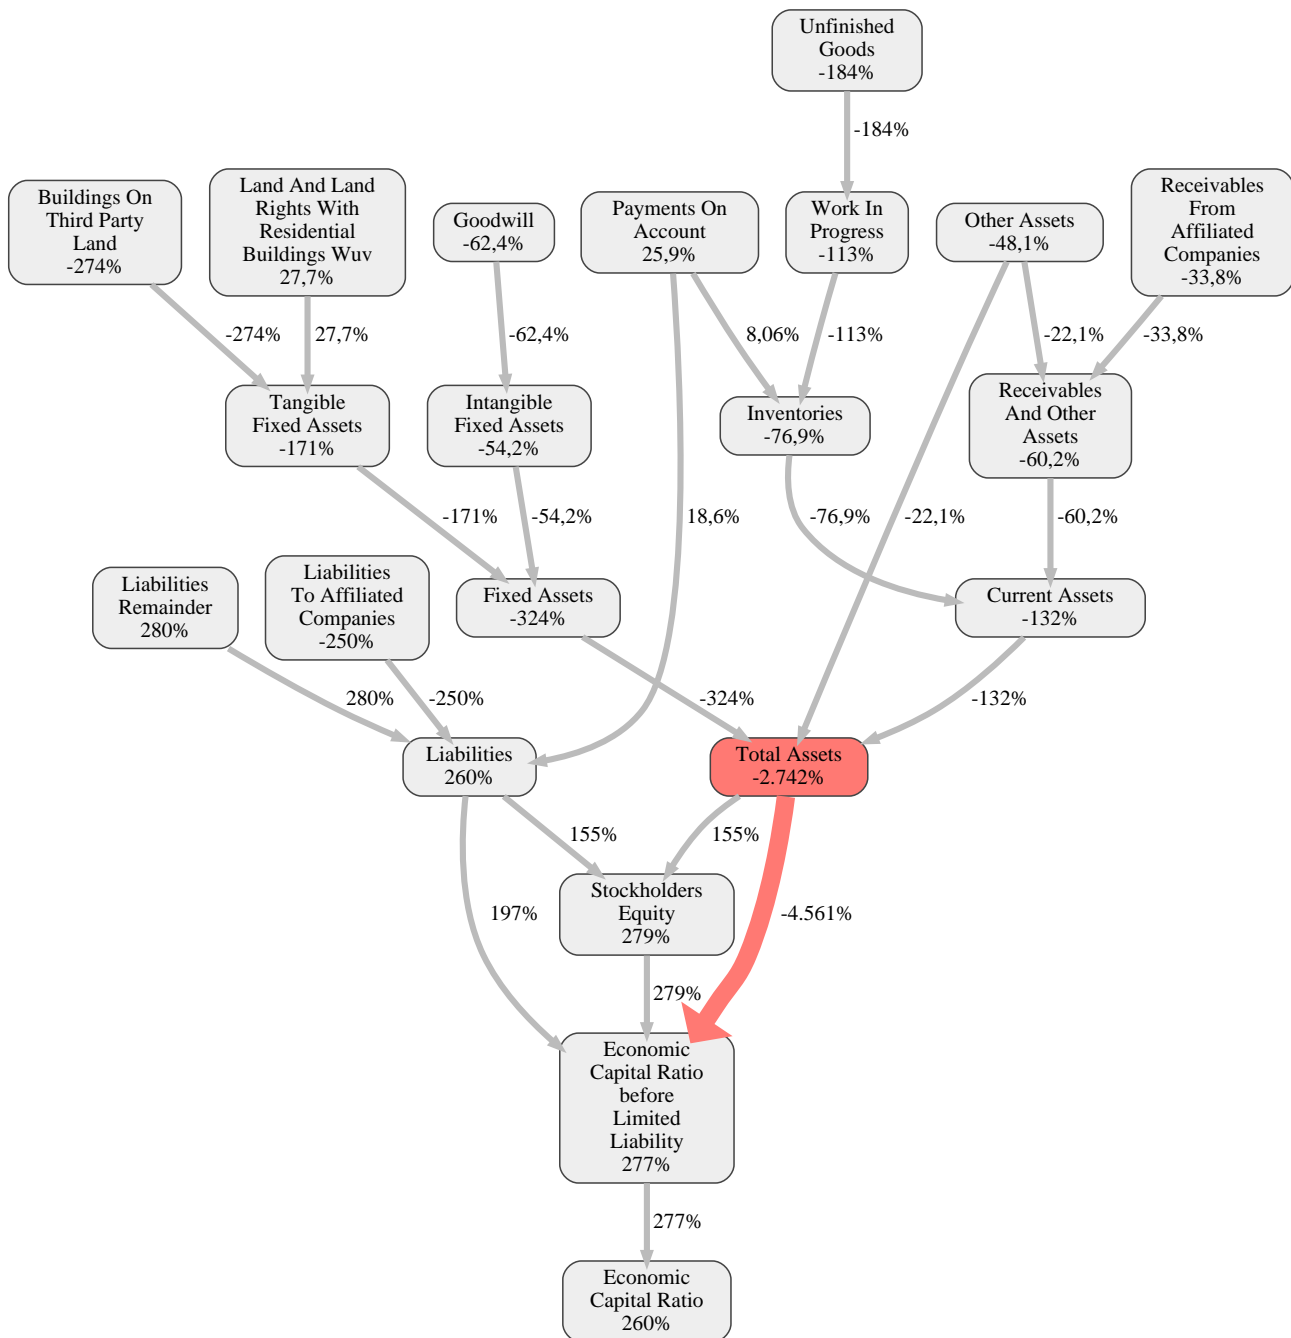 Unfinished
Goods
-184%
-184%
Buildings On
Third Party
Land
-274%
Land And Land
Rights With
Residential
Buildings Wuv
27,7%
Goodwill
-62,4%
Payments On
Account
25,9%
Work In
Progress
-113%
Other Assets
-48,1%
Receivables
From
Affiliated
Companies
-33,8%
-274%
27,7%
-62,4%
8,06%
-113%
-22,1%
-33,8%
Tangible
Fixed Assets
-171%
Intangible
Fixed Assets
-54,2%
Inventories
-76,9%
Receivables
And Other
Assets
-60,2%
-171%
-54,2%
18,6%
-76,9%
-22,1%
-60,2%
Liabilities
Remainder
280%
Liabilities
To Affiliated
Companies
-250%
Fixed Assets
-324%
Current Assets
-132%
280%
-250%
-324%
-132%
Liabilities
260%
Total Assets
-2.742%
155%
155%
197%
Stockholders
Equity
279%
-4.561%
279%
Economic
Capital Ratio
before
Limited
Liability
277%
277%
Economic
Capital Ratio
260%